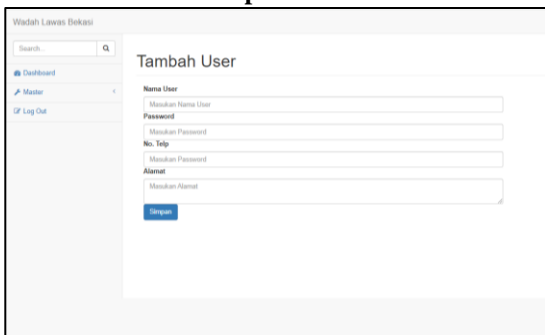 Wadah Lawas Bekasi
Search...
Dashboard
Master
Log Out
Tambah User
Nama User
Masukan Nama User
Password
Masukan Password
No. Telp
Masukan Password
Alamat
Masukan Alamat
Simpan